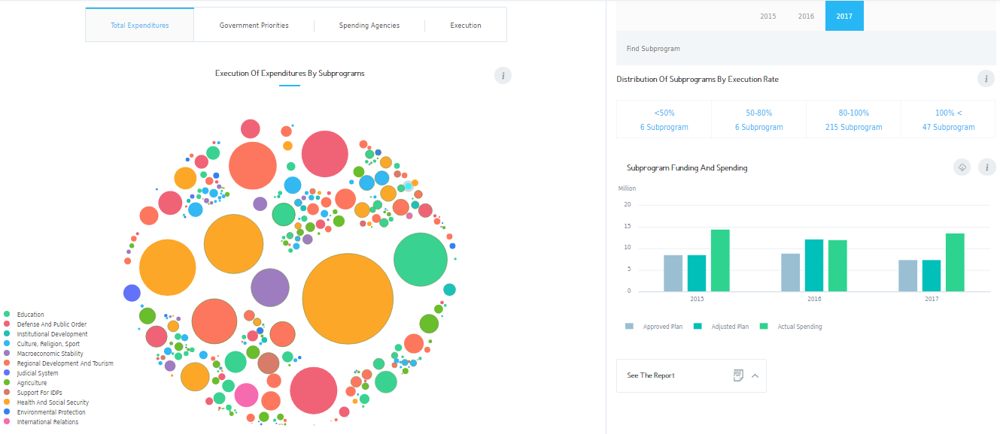 Total Expenditures
Government Priorities
Spending Agencies
Execution
Execution Of Expenditures By Subprograms
i
Education
Defense And Public Order
Institutional Development
Culture, Religion, Sport
Macroeconomic Stability
Regional Development And Tourism
Judicial System
Agriculture
Support For IDPs
Health And Social Security
Environmental Protection
International Relations
2015
2016
2017
Find Subprogram
Distribution Of Subprograms By Execution Rate
i
<50%
6 Subprogram
50-80%
6 Subprogram
80-100%
215 Subprogram
100% <
47 Subprogram
Subprogram Funding And Spending
i
Million
20
15
10
5
0
2015
2016
2017
Approved Plan
Adjusted Plan
Actual Spending
See The Report
PDF